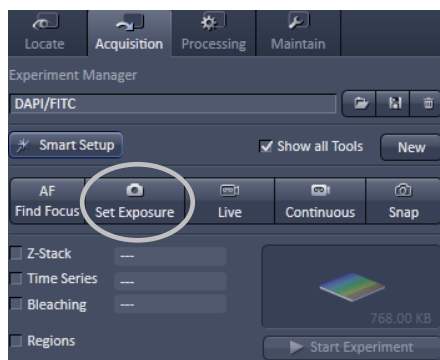 Locate Acquisition Processing Maintain
Experiment Manager
DAPI/FITC
Smart Setup Show all Tools New
AF
Find Focus Set Exposure Live Continuous Snap
Z-Stack ---
Time Series ---
Bleaching ---
768.00 KB
Regions Start Experiment